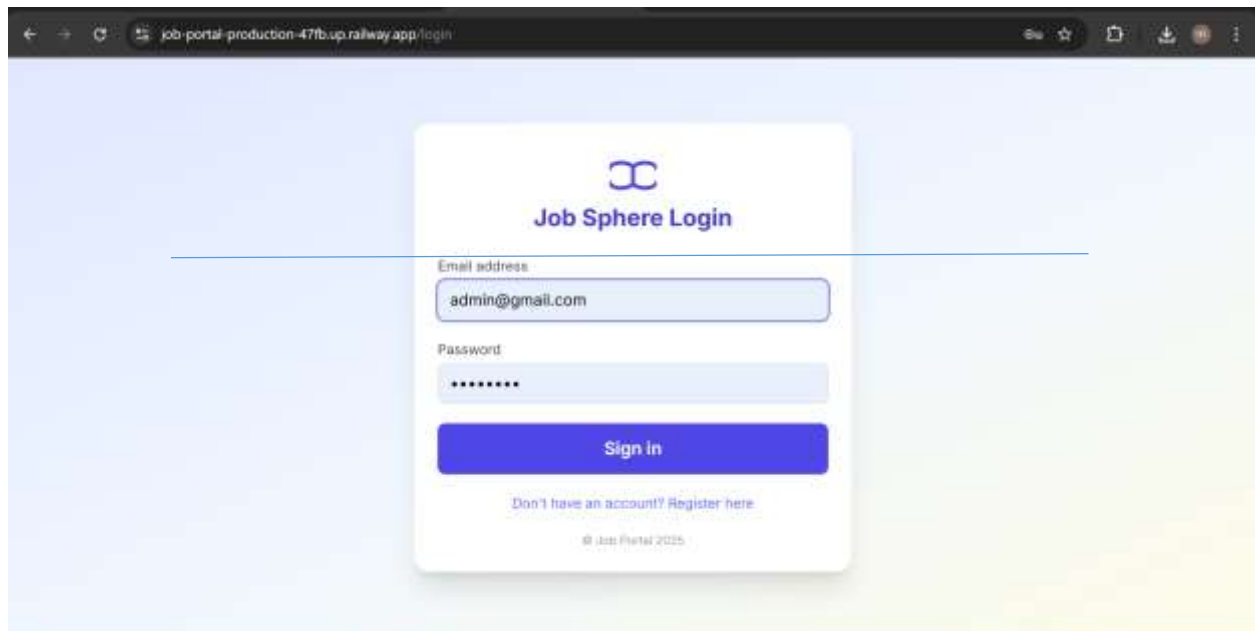 job-portal-production-47fb.up.railway.app/login
Job Sphere Login
Email address
admin@gmail.com
Password
••••••••
Sign in
Don't have an account? Register here
© Job Portal 2025